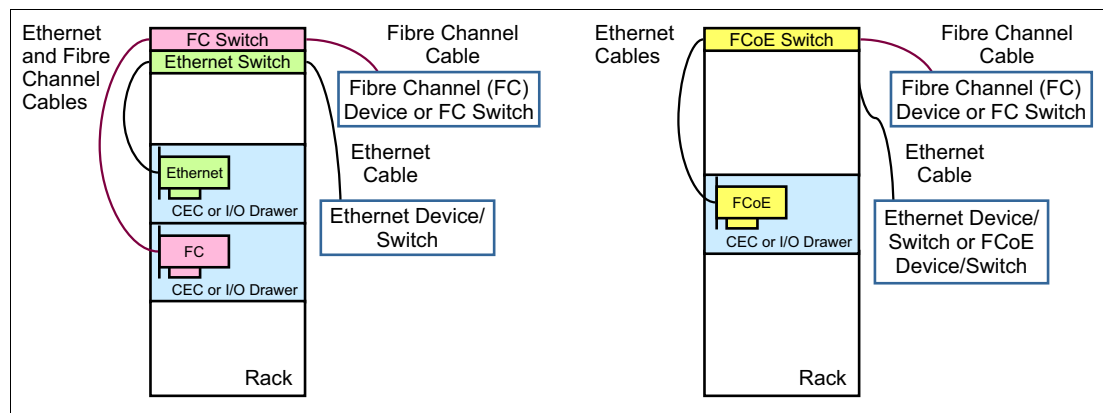 Ethernet
and Fibre
Channel
Cables
FC Switch
Ethernet Switch
Fibre Channel
Cable
Fibre Channel (FC)
Device or FC Switch
Ethernet
Cable
Ethernet Device/
Switch
Ethernet
CEC or I/O Drawer
FC
CEC or I/O Drawer
Rack
Ethernet
Cables
FCoE Switch
Fibre Channel
Cable
Fibre Channel (FC)
Device or FC Switch
Ethernet
Cable
FCoE
CEC or I/O Drawer
Ethernet Device/
Switch or FCoE
Device/Switch
Rack